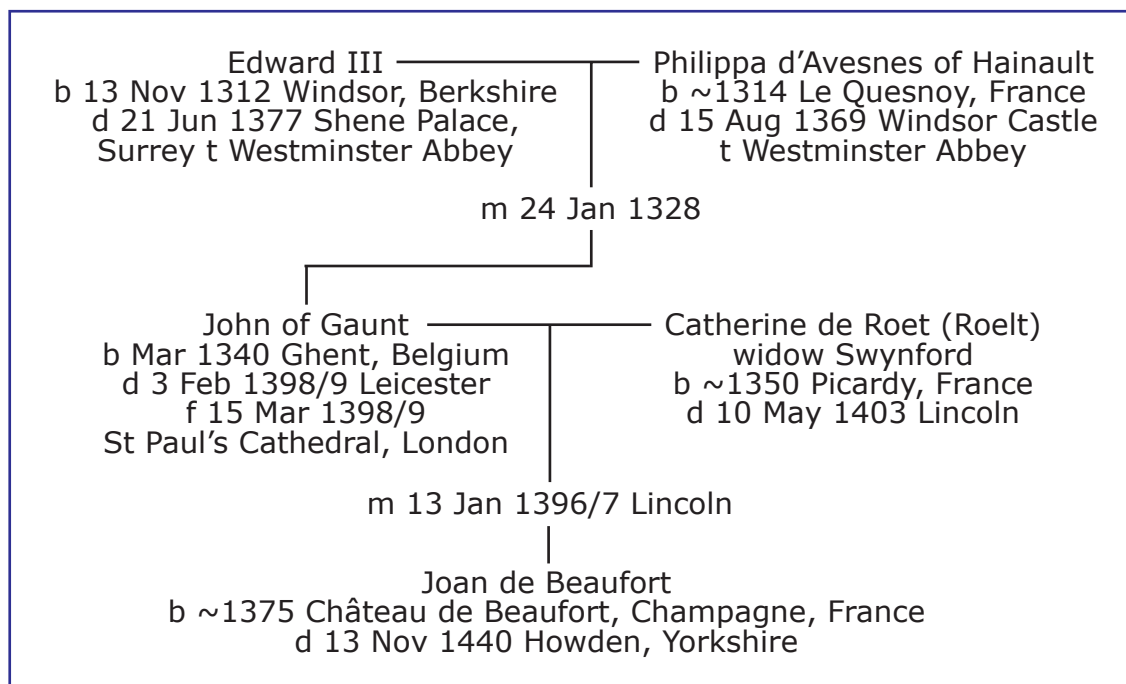 Edward III
b 13 Nov 1312 Windsor, Berkshire
d 21 Jun 1377 Shene Palace,
Surrey t Westminster Abbey
Philippa d’Avesnes of Hainault
b ~1314 Le Quesnoy, France
d 15 Aug 1369 Windsor Castle
t Westminster Abbey
m 24 Jan 1328
John of Gaunt
b Mar 1340 Ghent, Belgium
d 3 Feb 1398/9 Leicester
f 15 Mar 1398/9
St Paul’s Cathedral, London
Catherine de Roet (Roelt)
widow Swynford
b ~1350 Picardy, France
d 10 May 1403 Lincoln
m 13 Jan 1396/7 Lincoln
Joan de Beaufort
b ~1375 Château de Beaufort, Champagne, France
d 13 Nov 1440 Howden, Yorkshire